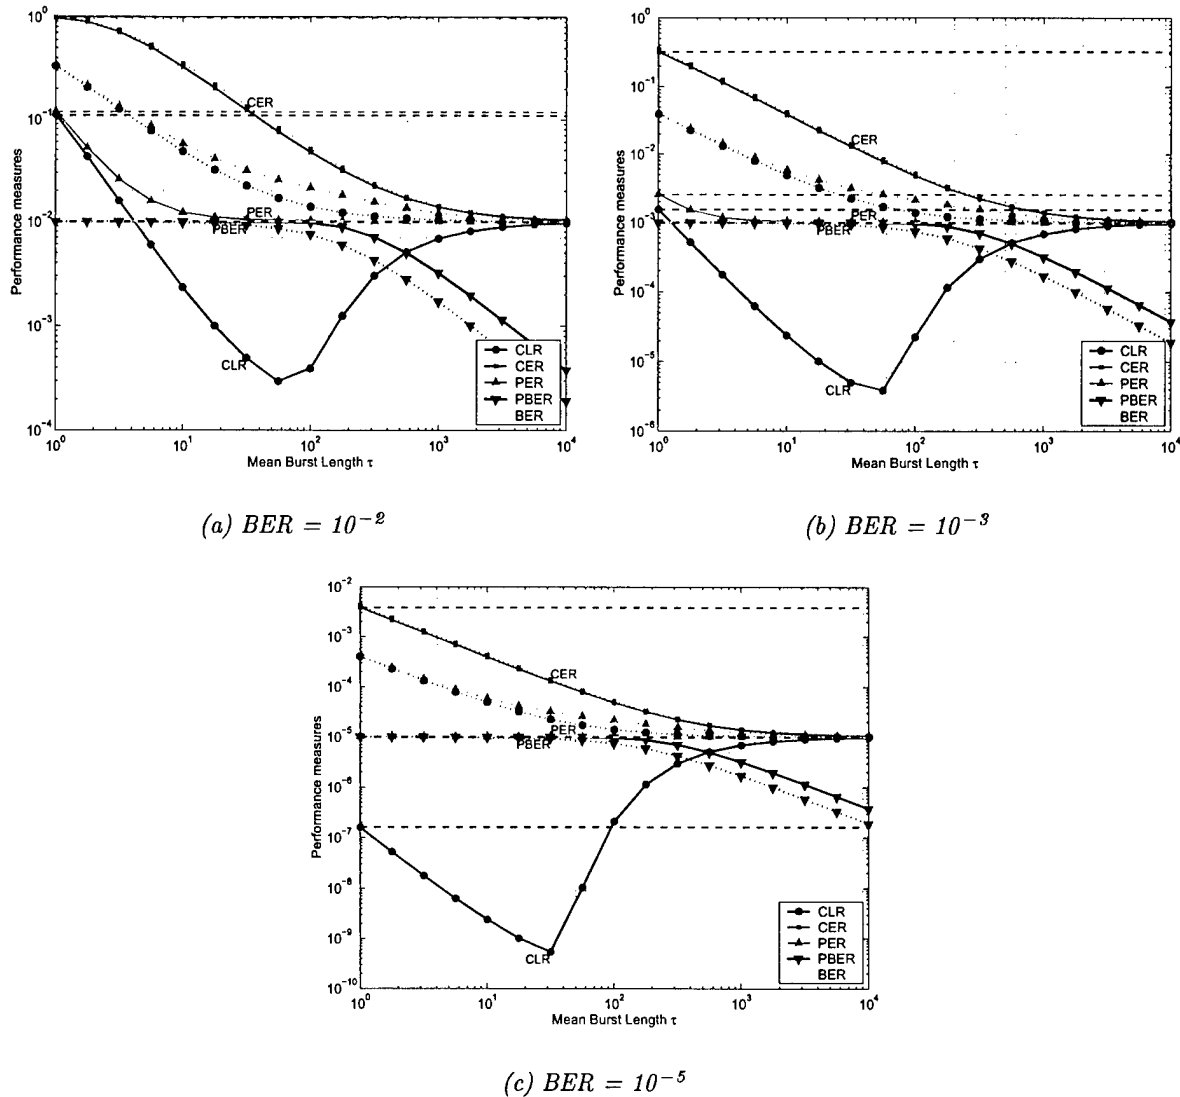 10^0
10^-1
10^-2
10^-3
10^-4
Performance measures
CER
PER
PBER
CLR
CLR
CER
PER
PBER
BER
10^0 10^1 10^2 10^3 10^4
Mean Burst Length τ
(a) BER = 10^-2
10^0
10^-1
10^-2
10^-3
10^-4
10^-5
10^-6
Performance measures
CER
PER
PBER
CLR
CLR
CER
PER
PBER
BER
10^0 10^1 10^2 10^3 10^4
Mean Burst Length τ
(b) BER = 10^-3
10^-2
10^-3
10^-4
10^-5
10^-6
10^-7
10^-8
10^-9
10^-10
Performance measures
CER
PER
PBER
CLR
CLR
CER
PER
PBER
BER
10^0 10^1 10^2 10^3 10^4
Mean Burst Length τ
(c) BER = 10^-5